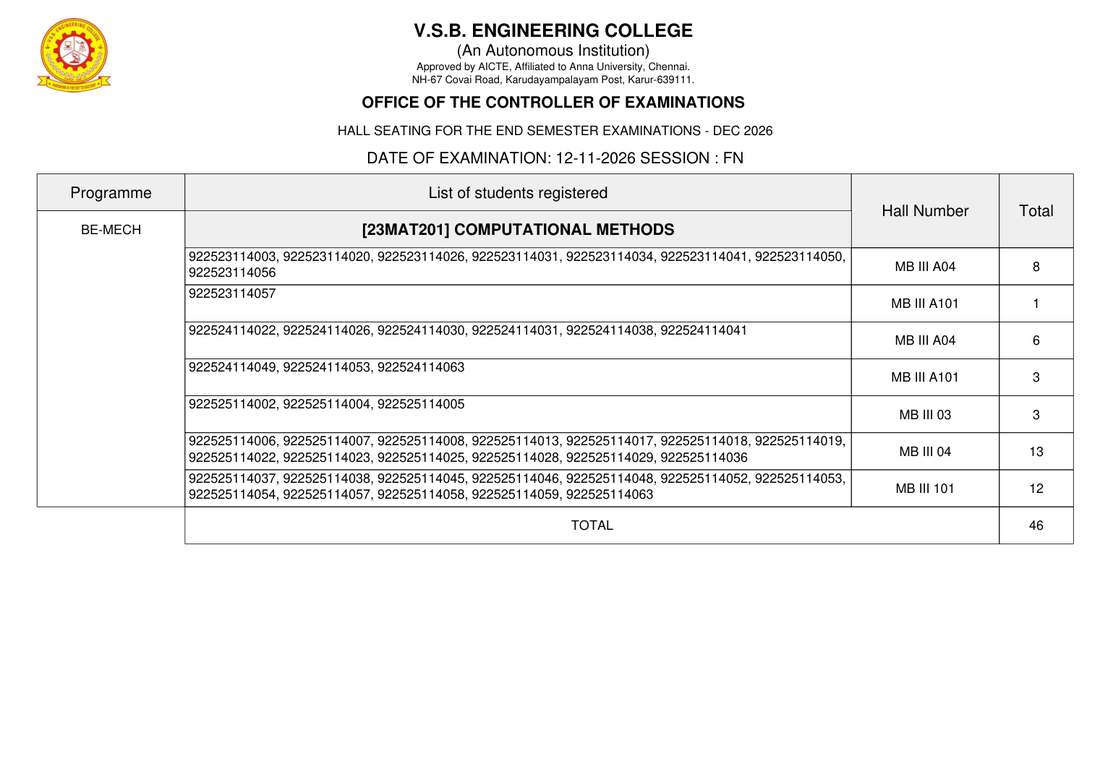 V.S.B. ENGINEERING COLLEGE
(An Autonomous Institution)
Approved by AICTE, Affiliated to Anna University, Chennai.
NH-67 Covai Road, Karudayampalayam Post, Karur-639111.
OFFICE OF THE CONTROLLER OF EXAMINATIONS
HALL SEATING FOR THE END SEMESTER EXAMINATIONS - DEC 2026
DATE OF EXAMINATION: 12-11-2026 SESSION : FN
Programme List of students registered Hall Number Total
BE-MECH [23MAT201] COMPUTATIONAL METHODS
922523114003, 922523114020, 922523114026, 922523114031, 922523114034, 922523114041, 922523114050,
922523114056 MB III A04 8
922523114057 MB III A101 1
922524114022, 922524114026, 922524114030, 922524114031, 922524114038, 922524114041 MB III A04 6
922524114049, 922524114053, 922524114063 MB III A101 3
922525114002, 922525114004, 922525114005 MB III 03 3
922525114006, 922525114007, 922525114008, 922525114013, 922525114017, 922525114018, 922525114019,
922525114022, 922525114023, 922525114025, 922525114028, 922525114029, 922525114036 MB III 04 13
922525114037, 922525114038, 922525114045, 922525114046, 922525114048, 922525114052, 922525114053,
922525114054, 922525114057, 922525114058, 922525114059, 922525114063 MB III 101 12
TOTAL 46